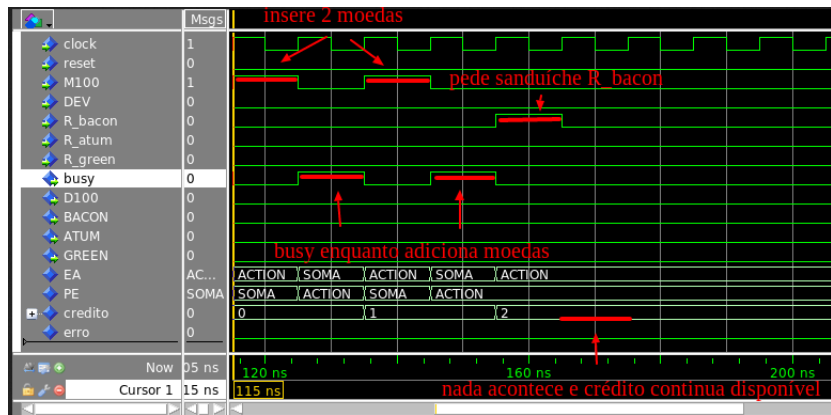 Msgs
insere 2 moedas
clock 1
reset 0
M100 1
pede sanduíche R_bacon
DEV 0
R_bacon 0
R_atum 0
R_green 0
busy 0
D100 0
BACON 0
ATUM 0
GREEN 0
busy enquanto adiciona moedas
EA AC... ACTION SOMA ACTION SOMA ACTION
PE SOMA SOMA ACTION SOMA ACTION
credito 0 0 1 2
erro 0
Now 05 ns 120 ns 160 ns 200 ns
Cursor 1 15 ns 115 ns
nada acontece e crédito continua disponível